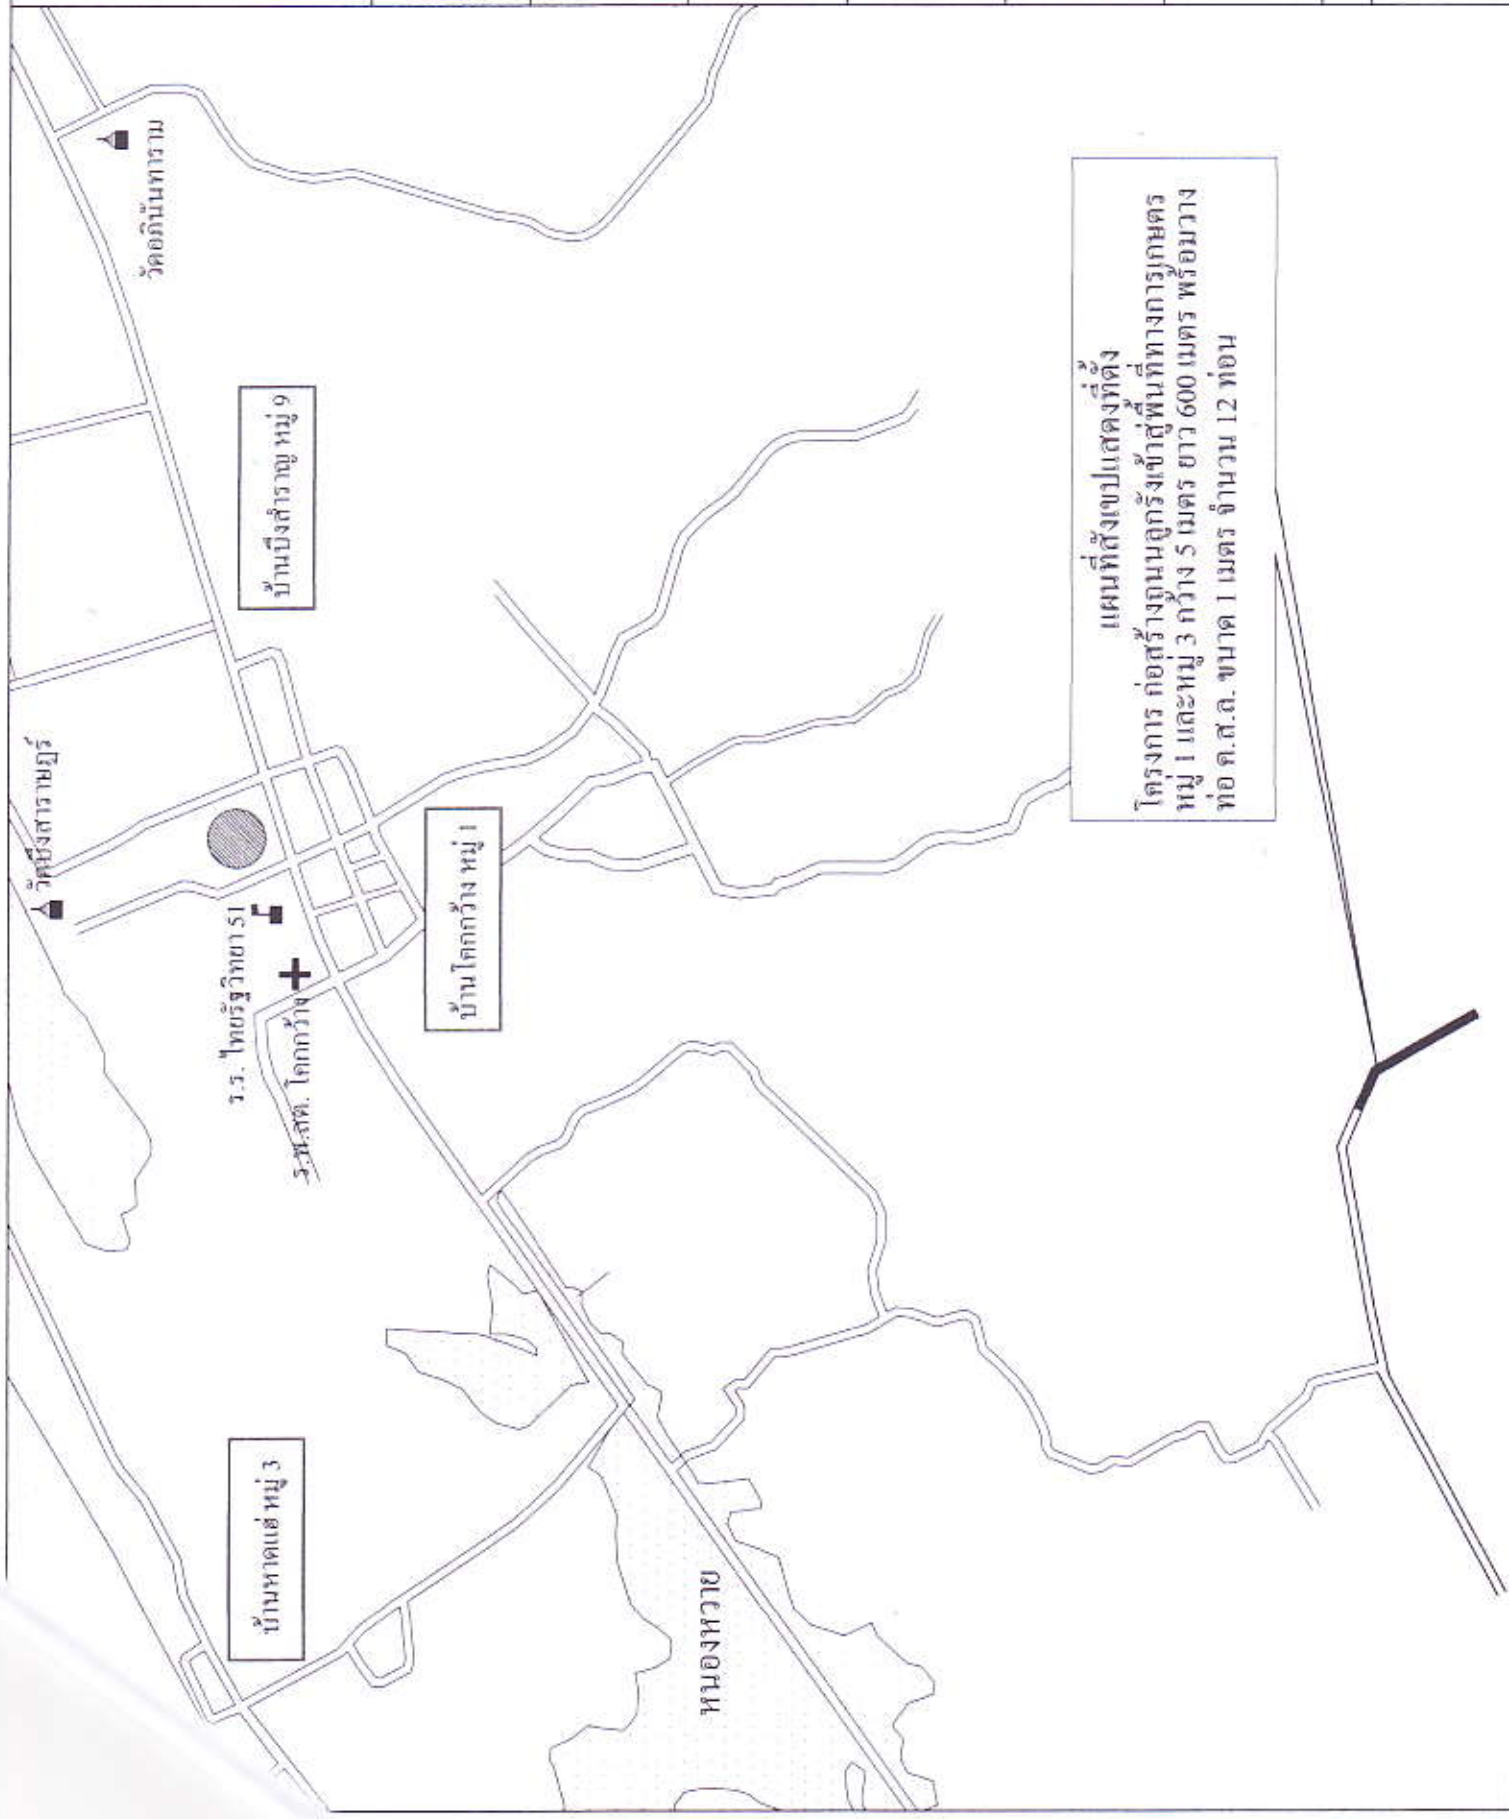 แผนที่สังเขปแสดงที่ตั้ง
โครงการ ก่อสร้างถนนลูกรังเข้าสู่พื้นที่ทางการเกษตร
หมู่ 1 และหมู่ 3 กว้าง 5 เมตร ยาว 600 เมตร พร้อมวาง
ท่อ ค.ส.ล. ขนาด 1 เมตร จำนวน 12 ท่อน
วัดอกินันทาราม
บ้านบึงสำราญ หมู่ 9
บ้านโคกกว้าง หมู่ 1
วัดบึงสาราคบุรี
ร.ร. ไทยรัฐวิทยา 51
ร.พ.สต. โคกกว้าง
บ้านหาดแฮ่ หมู่ 3
หนองหวาย